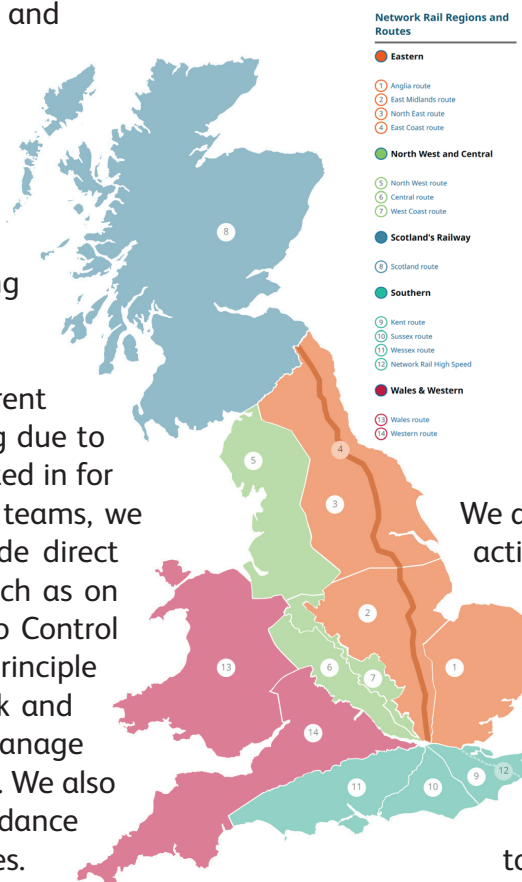 and
ng
rent
g due to
ked in for
teams, we
de direct
ch as on
o Control
rinciple
k and
anage
. We also
dance
es.
Network Rail Regions and
Routes
Eastern
1 Anglia route
2 East Midlands route
3 North East route
4 East Coast route
North West and Central
5 North West route
6 Central route
7 West Coast route
Scotland's Railway
8 Scotland route
Southern
9 Kent route
10 Sussex route
11 Wessex route
12 Network Rail High Speed
Wales & Western
13 Wales route
14 Western route
8
5
4
3
2
1
13
6
7
14
11
10
9
12
We a
acti
to